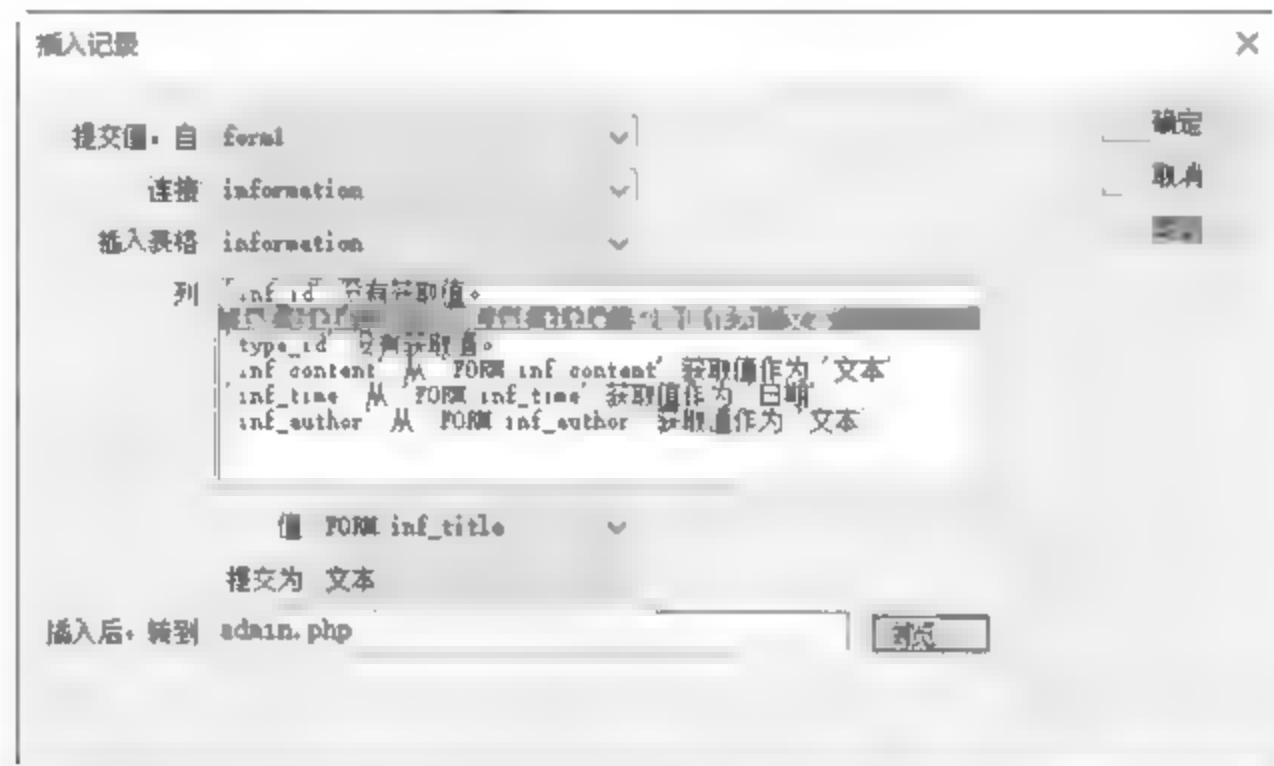 插入记录
提交值,自 form1
确定
连接 information
取消
插入表格 information
列 'inf_id' 没有获取值。
inf_title
'type_id' 没有获取值。
'inf_content' 从 'FORM inf_content' 获取值作为 '文本'
'inf_time' 从 'FORM inf_time' 获取值作为 '日期'
'inf_author' 从 'FORM inf_author' 获取值作为 '文本'
值 FORM inf_title
提交为 文本
插入后,转到 admin.php
浏览